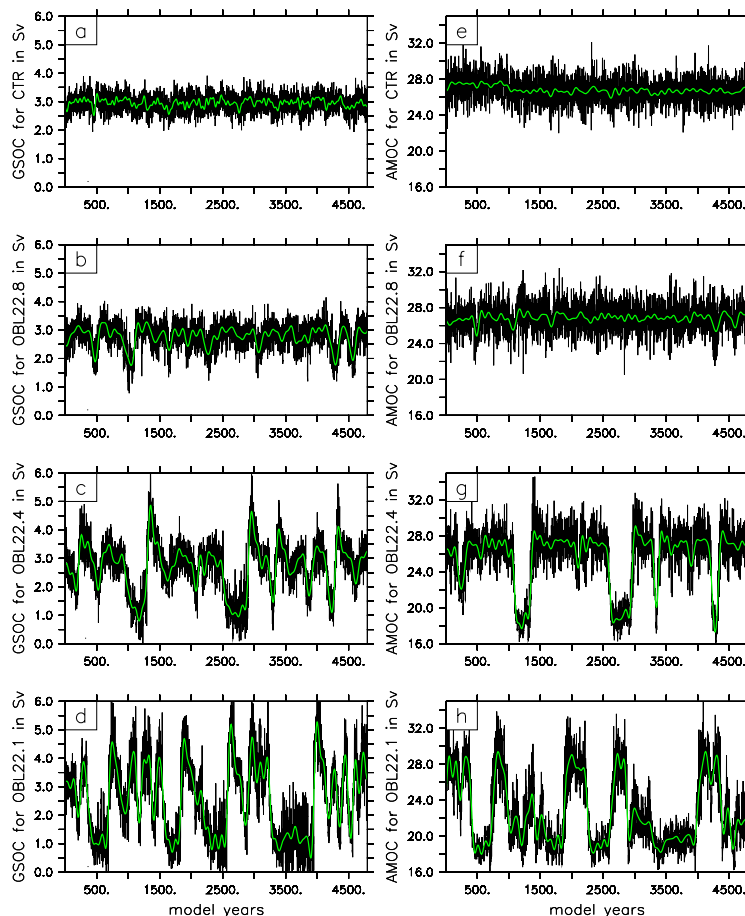 a
GSOC for CTR in Sv
6.0
5.0
4.0
3.0
2.0
1.0
0.0
500. 1500. 2500. 3500. 4500.
e
AMOC for CTR in Sv
32.0
28.0
24.0
20.0
16.0
500. 1500. 2500. 3500. 4500.
b
GSOC for OBL22.8 in Sv
6.0
5.0
4.0
3.0
2.0
1.0
0.0
500. 1500. 2500. 3500. 4500.
f
AMOC for OBL22.8 in Sv
32.0
28.0
24.0
20.0
16.0
500. 1500. 2500. 3500. 4500.
c
GSOC for OBL22.4 in Sv
6.0
5.0
4.0
3.0
2.0
1.0
0.0
500. 1500. 2500. 3500. 4500.
g
AMOC for OBL22.4 in Sv
32.0
28.0
24.0
20.0
16.0
500. 1500. 2500. 3500. 4500.
d
GSOC for OBL22.1 in Sv
6.0
5.0
4.0
3.0
2.0
1.0
0.0
500. 1500. 2500. 3500. 4500.
model years
h
AMOC for OBL22.1 in Sv
32.0
28.0
24.0
20.0
16.0
500. 1500. 2500. 3500. 4500.
model years